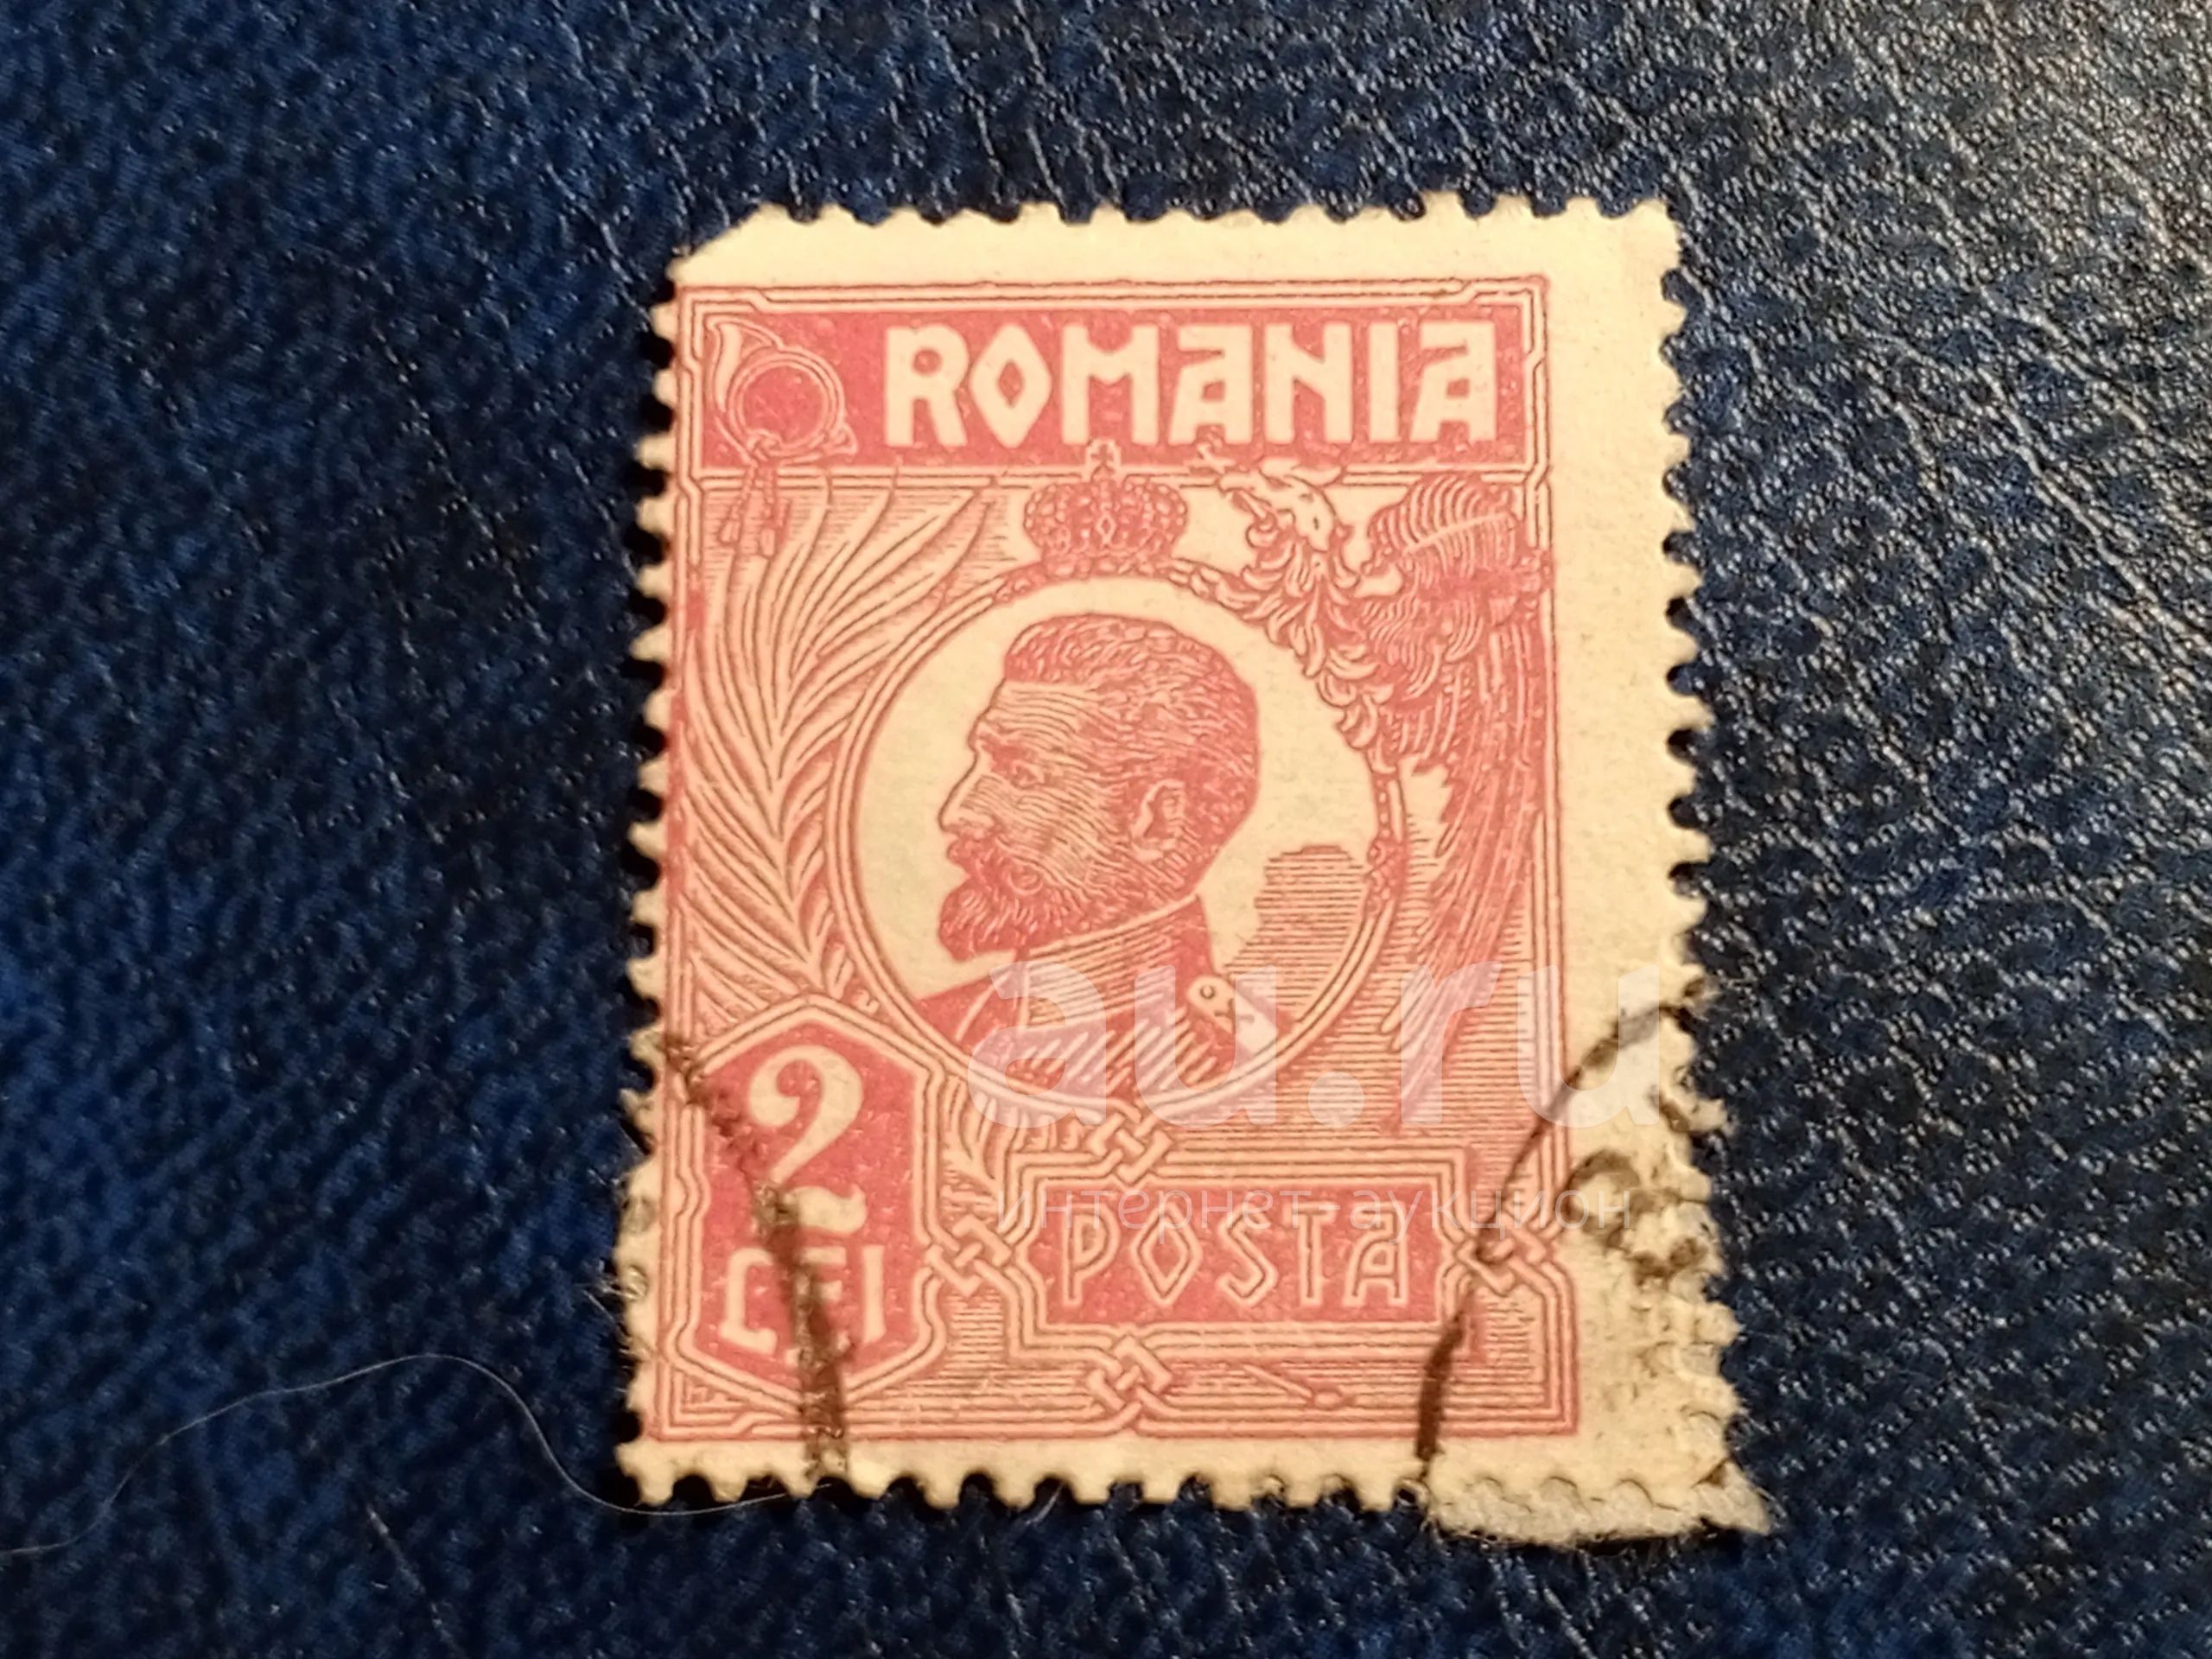 ROMANIA
2
LEI
POSTA
au.ru
интернет-аукцион